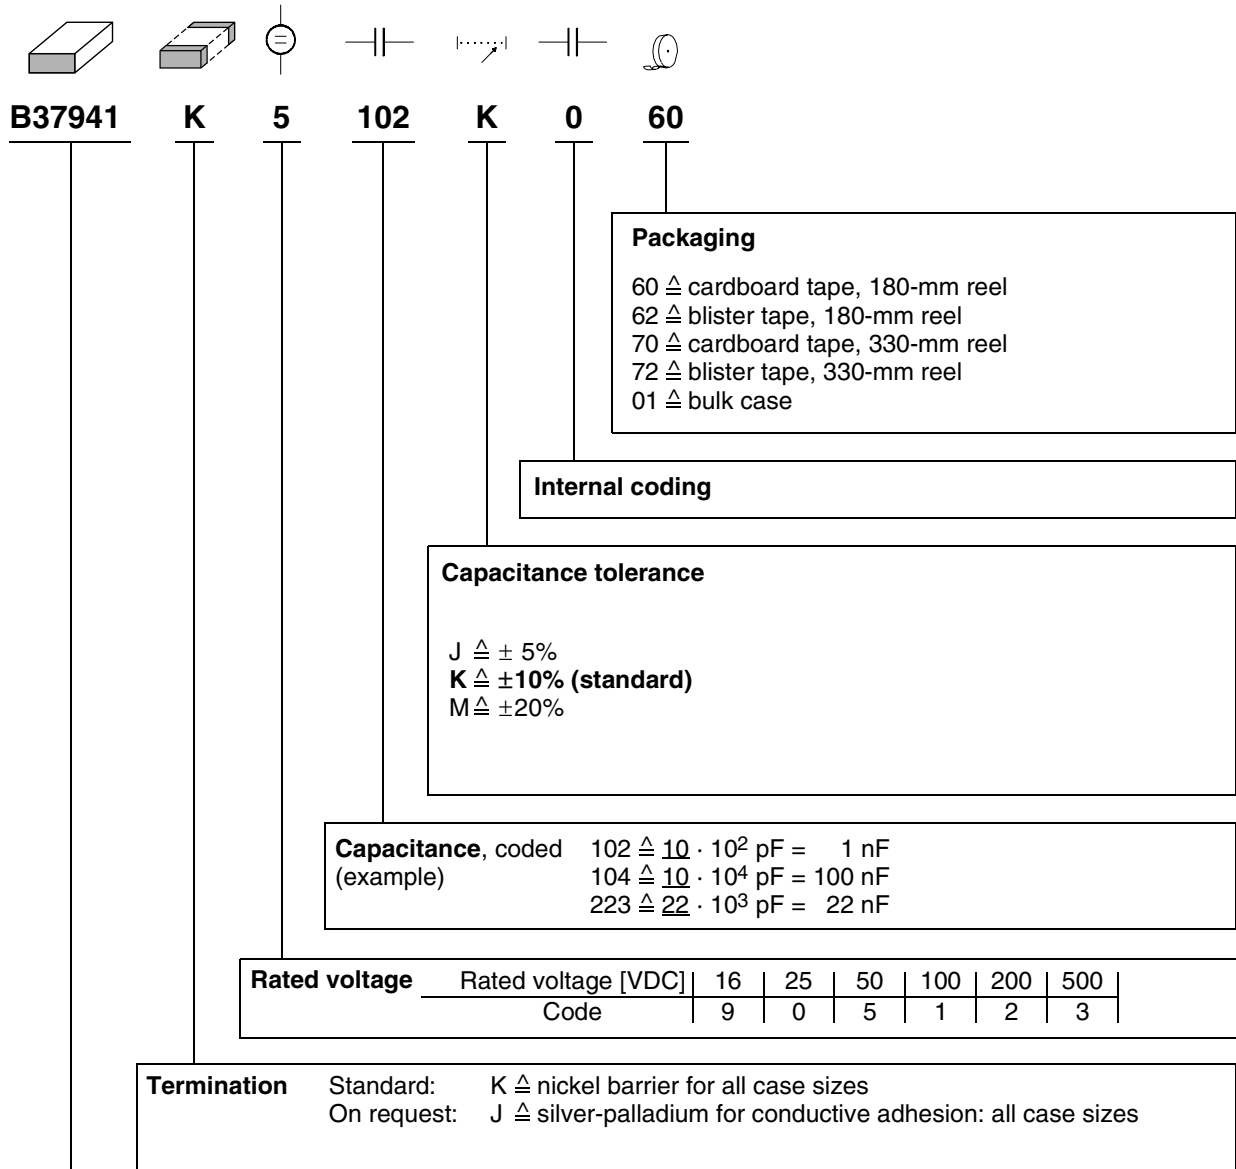 B37941 K 5 102 K 0 60
Packaging
60 ≙ cardboard tape, 180-mm reel
62 ≙ blister tape, 180-mm reel
70 ≙ cardboard tape, 330-mm reel
72 ≙ blister tape, 330-mm reel
01 ≙ bulk case
Internal coding
Capacitance tolerance
J ≙ ± 5%
K ≙ ±10% (standard)
M ≙ ±20%
Capacitance, coded 102 ≙ 10 · 10² pF = 1 nF
(example) 104 ≙ 10 · 10⁴ pF = 100 nF
223 ≙ 22 · 10³ pF = 22 nF
Rated voltage Rated voltage [VDC] 16 25 50 100 200 500
Code 9 0 5 1 2 3
Termination Standard: K ≙ nickel barrier for all case sizes
On request: J ≙ silver-palladium for conductive adhesion: all case sizes